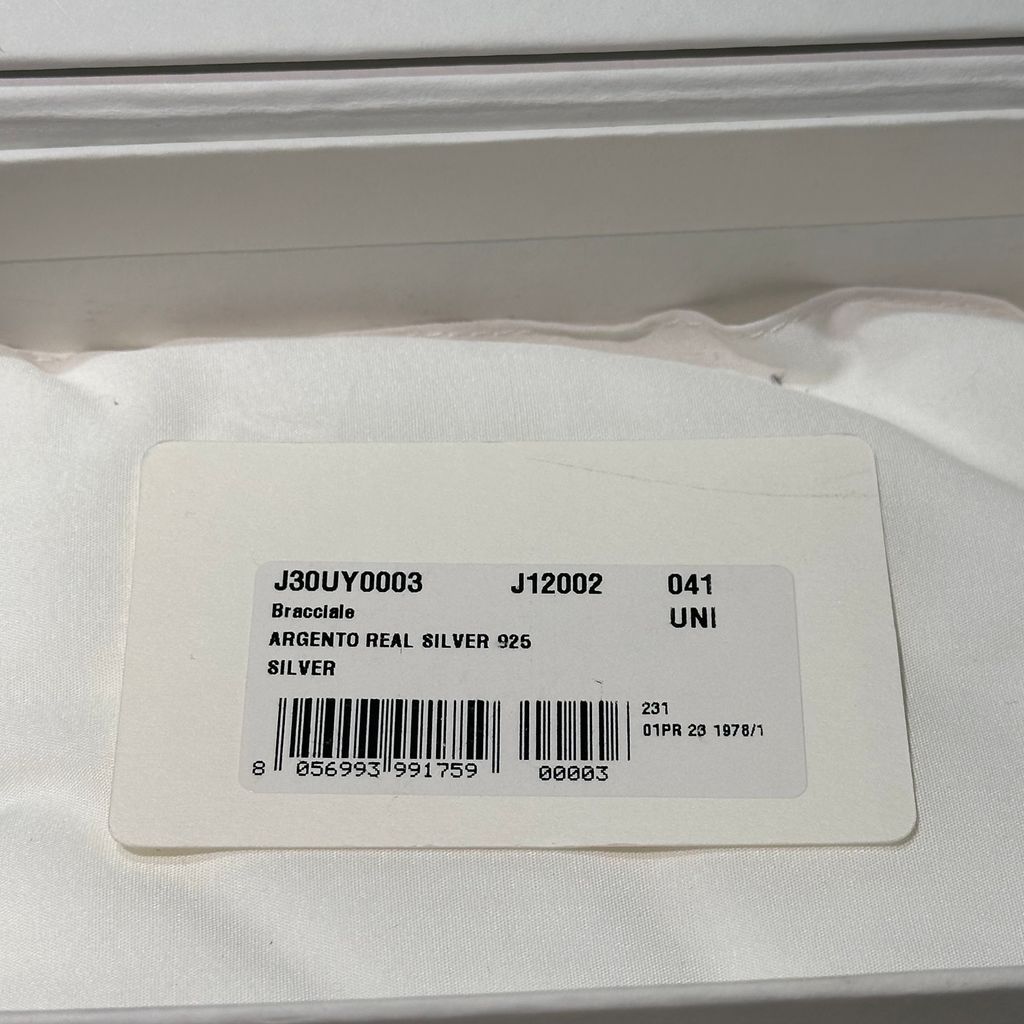 J30UY0003 J12002 041
Bracciale UNI
ARGENTO REAL SILVER 925
SILVER
231
01PR 23 1978/1
8 056993 991759 00003